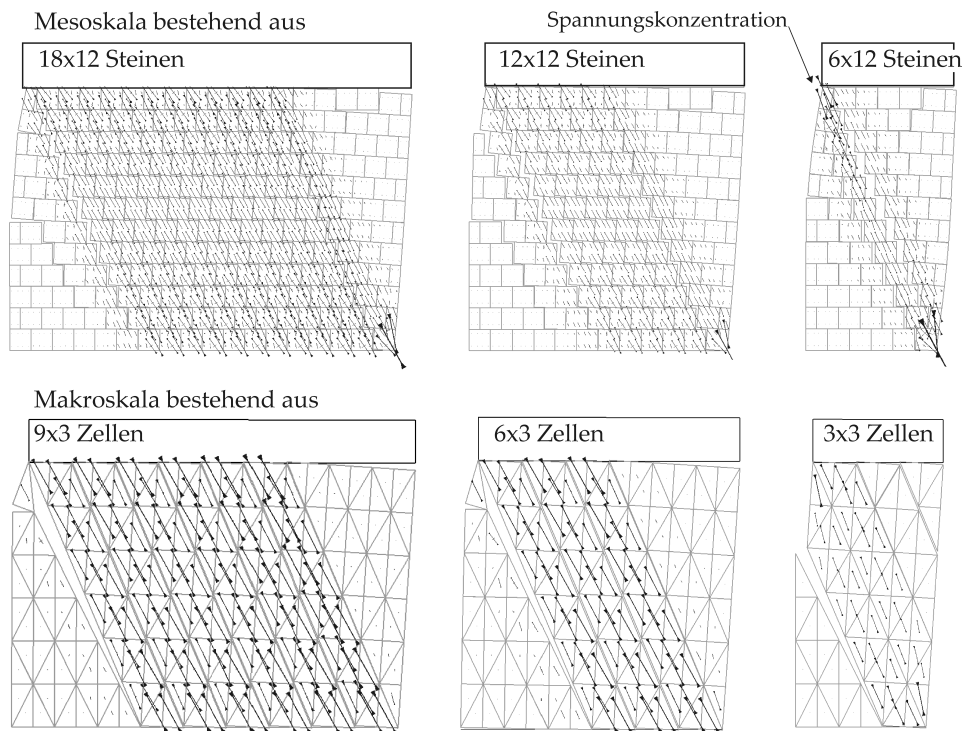 Mesoskala bestehend aus
Spannungskonzentration
18x12 Steinen
12x12 Steinen
6x12 Steinen
Makroskala bestehend aus
9x3 Zellen
6x3 Zellen
3x3 Zellen